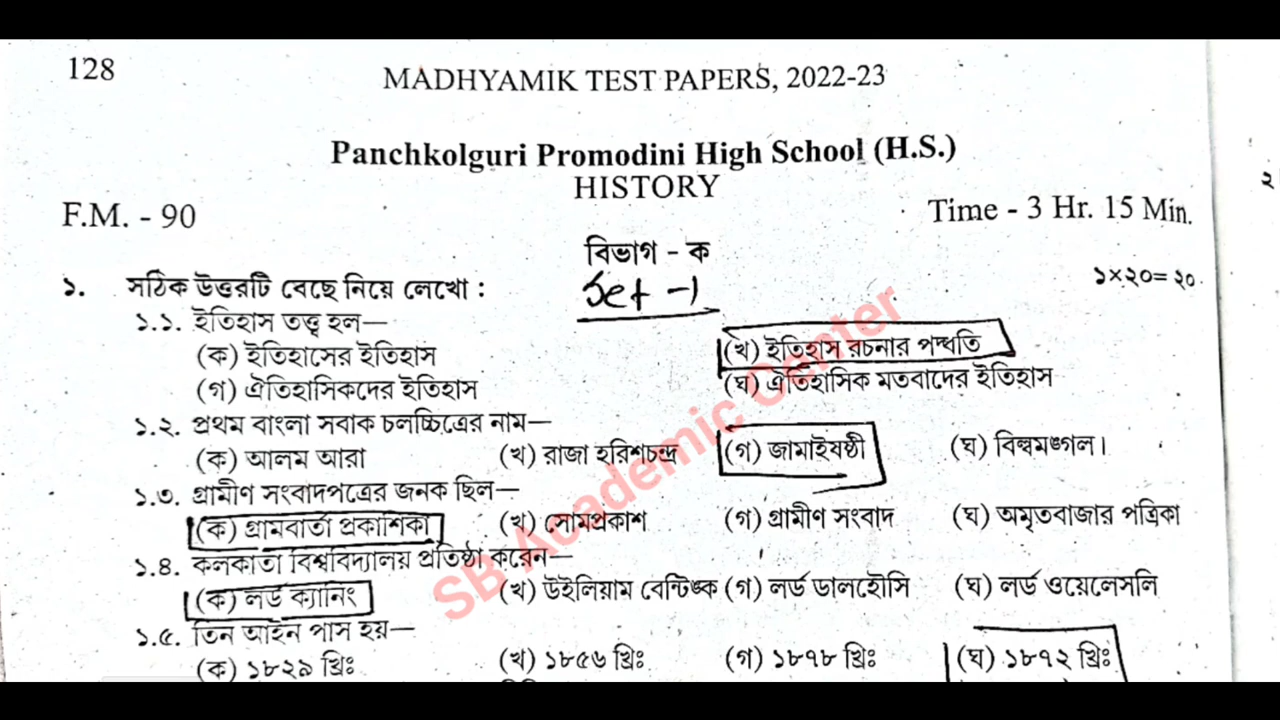 128
MADHYAMIK TEST PAPERS, 2022-23
Panchkolguri Promodini High School (H.S.)
HISTORY
F.M. - 90
Time - 3 Hr. 15 Min.
বিভাগ - ক
১. সঠিক উত্তরটি বেছে নিয়ে লেখো : ১×২০=২০
Set -1
১.১. ইতিহাস তত্ত্ব হল—
(ক) ইতিহাসের ইতিহাস (খ) ইতিহাস রচনার পদ্ধতি
(গ) ঐতিহাসিকদের ইতিহাস (ঘ) ঐতিহাসিক মতবাদের ইতিহাস
১.২. প্রথম বাংলা সবাক চলচ্চিত্রের নাম—
(ক) আলম আরা (খ) রাজা হরিশচন্দ্র (গ) জামাইষষ্ঠী (ঘ) বিল্বমঙ্গল।
১.৩. গ্রামীণ সংবাদপত্রের জনক ছিল—
(ক) গ্রামবার্তা প্রকাশিকা (খ) সোমপ্রকাশ (গ) গ্রামীণ সংবাদ (ঘ) অমৃতবাজার পত্রিকা
১.৪. কলকাতা বিশ্ববিদ্যালয় প্রতিষ্ঠা করেন—
(ক) লর্ড ক্যানিং (খ) উইলিয়াম বেন্টিঙ্ক (গ) লর্ড ডালহৌসি (ঘ) লর্ড ওয়েলেসলি
১.৫. তিন আইন পাস হয়—
(ক) ১৮২৯ খ্রিঃ (খ) ১৮৫৬ খ্রিঃ (গ) ১৮৭৮ খ্রিঃ (ঘ) ১৮৭২ খ্রিঃ
২
SB Academic Center